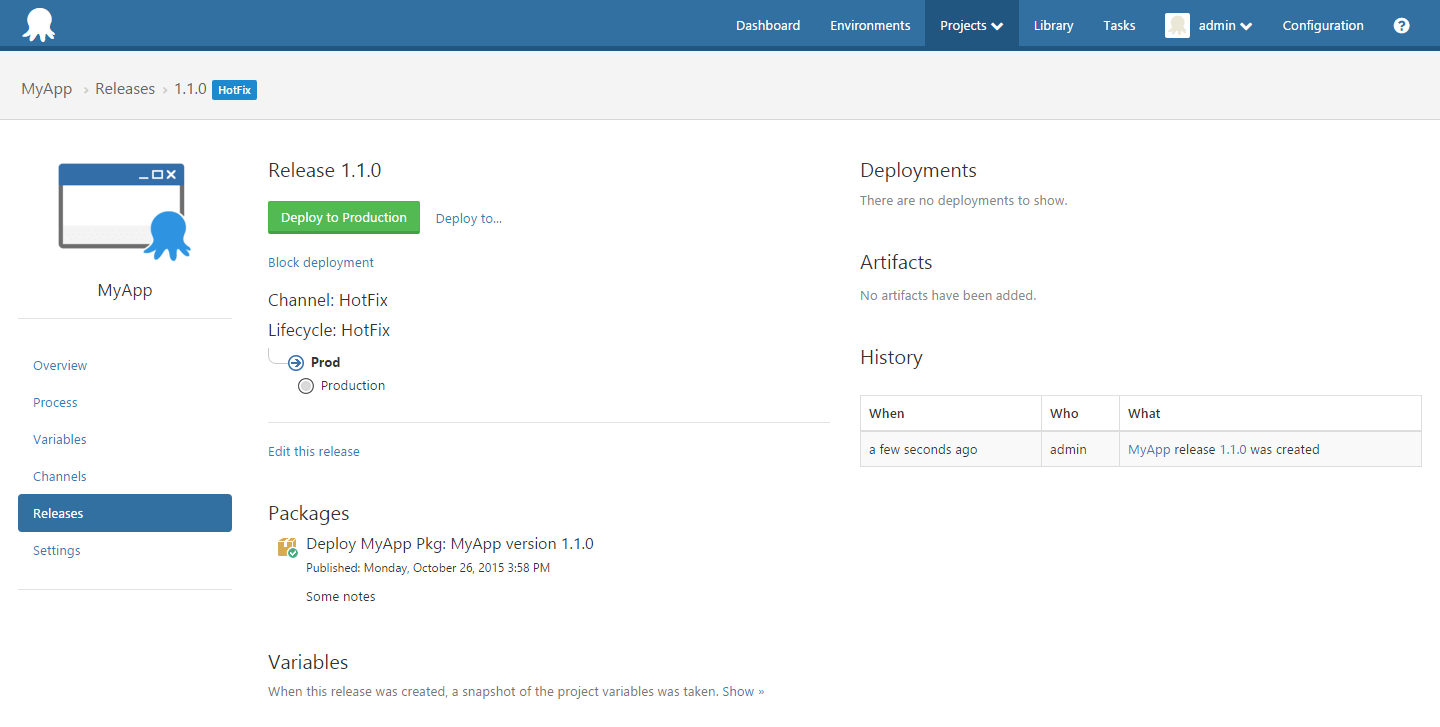 Dashboard Environments Projects Library Tasks admin Configuration ?
MyApp › Releases › 1.1.0 HotFix
MyApp
Overview
Process
Variables
Channels
Releases
Settings
Release 1.1.0
Deploy to Production Deploy to...
Block deployment
Channel: HotFix
Lifecycle: HotFix
Prod
Production
Edit this release
Packages
Deploy MyApp Pkg: MyApp version 1.1.0
Published: Monday, October 26, 2015 3:58 PM
Some notes
Variables
When this release was created, a snapshot of the project variables was taken. Show »
Deployments
There are no deployments to show.
Artifacts
No artifacts have been added.
History
When Who What
a few seconds ago admin MyApp release 1.1.0 was created